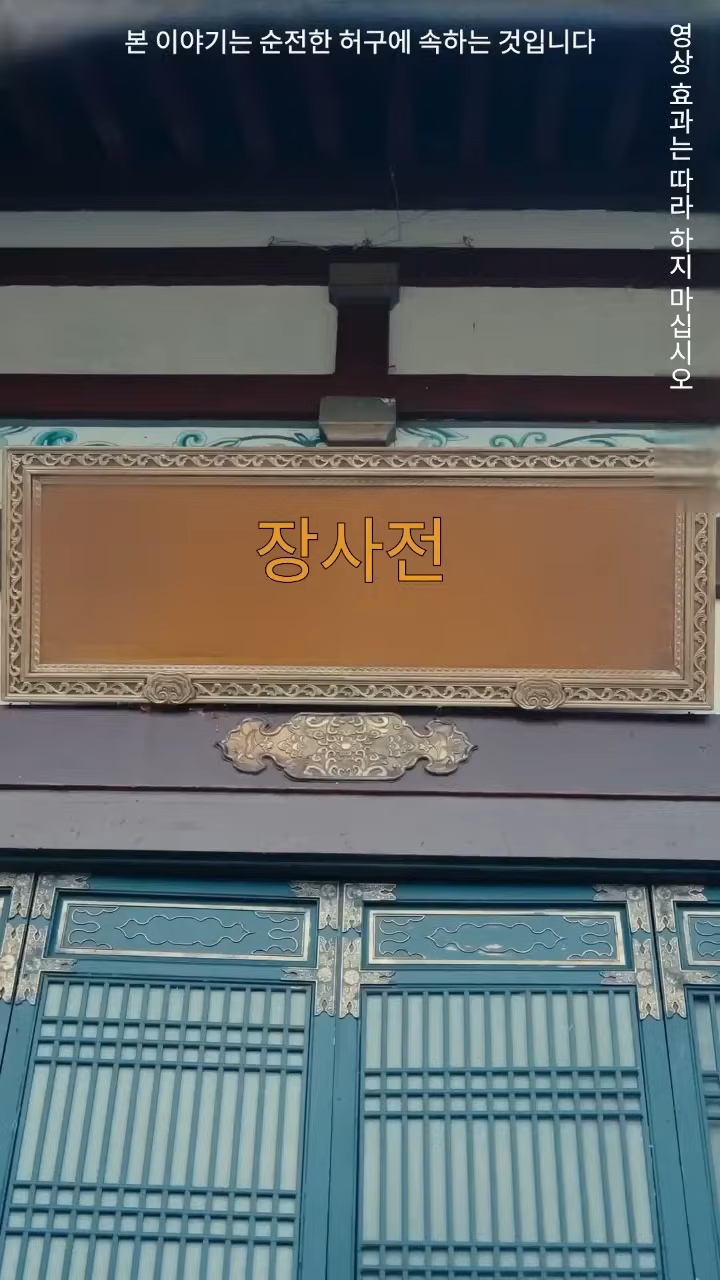 본 이야기는 순전한 허구에 속하는 것입니다
영상 효과는 따라 하지 마십시오
장사전